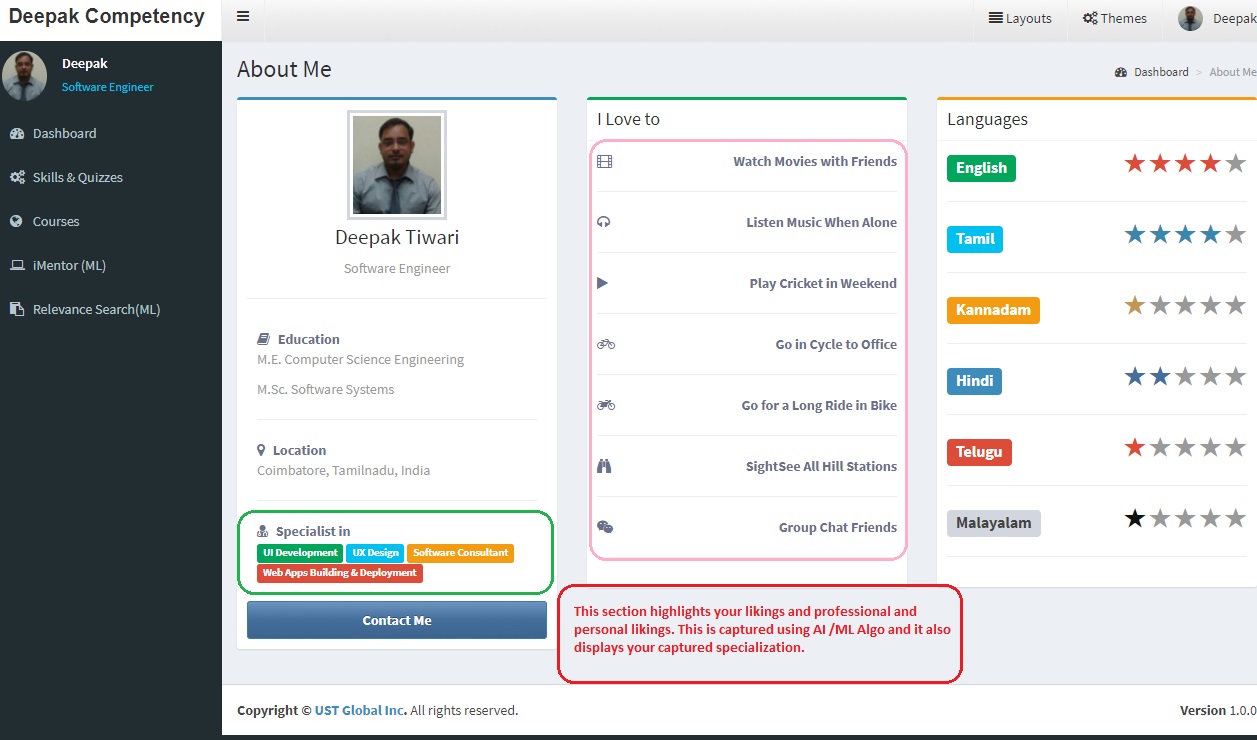 Deepak Competency
Layouts
Themes
Deepak
Deepak
Software Engineer
Dashboard
Skills & Quizzes
Courses
iMentor (ML)
Relevance Search(ML)
About Me
Dashboard > About Me
Deepak Tiwari
Software Engineer
Education
M.E. Computer Science Engineering
M.Sc. Software Systems
Location
Coimbatore, Tamilnadu, India
Specialist in
UI Development UX Design Software Consultant
Web Apps Building & Deployment
Contact Me
I Love to
Watch Movies with Friends
Listen Music When Alone
Play Cricket in Weekend
Go in Cycle to Office
Go for a Long Ride in Bike
SightSee All Hill Stations
Group Chat Friends
Languages
English
Tamil
Kannadam
Hindi
Telugu
Malayalam
This section highlights your likings and professional and
personal likings. This is captured using AI /ML Algo and it also
displays your captured specialization.
Copyright © UST Global Inc. All rights reserved.
Version 1.0.0